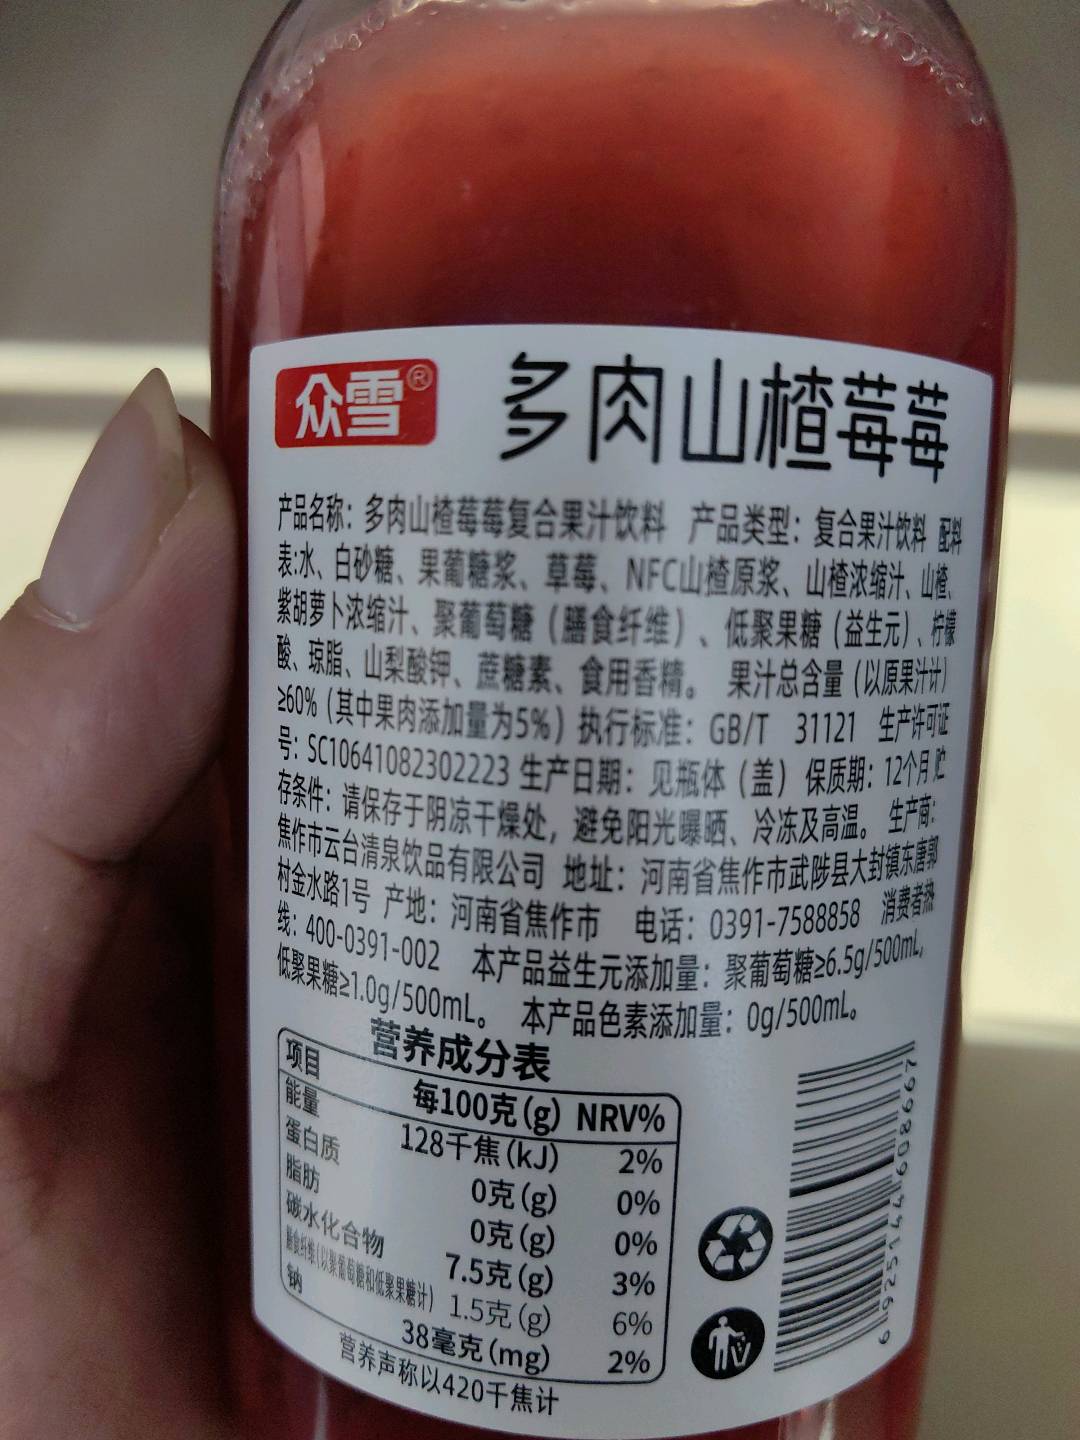 众雪®
多肉山楂莓莓
产品名称：多肉山楂莓莓复合果汁饮料 产品类型：复合果汁饮料 配料
表:水、白砂糖、果葡糖浆、草莓、NFC山楂原浆、山楂浓缩汁、山楂、
紫胡萝卜浓缩汁、聚葡萄糖（膳食纤维）、低聚果糖（益生元）、柠檬
酸、琼脂、山梨酸钾、蔗糖素、食用香精。 果汁总含量（以原果汁计）
≥60%（其中果肉添加量为5%）执行标准：GB/T 31121 生产许可证
号：SC10641082302223 生产日期：见瓶体（盖） 保质期：12个月 贮
存条件：请保存于阴凉干燥处，避免阳光曝晒、冷冻及高温。 生产商：
焦作市云台清泉饮品有限公司 地址：河南省焦作市武陟县大封镇东唐郭
村金水路1号 产地：河南省焦作市 电话：0391-7588858 消费者热
线：400-0391-002 本产品益生元添加量：聚葡萄糖≥6.5g/500mL,
低聚果糖≥1.0g/500mL。 本产品色素添加量：0g/500mL。
营养成分表
项目 每100克(g) NRV%
能量 128千焦(kJ) 2%
蛋白质 0克(g) 0%
脂肪 0克(g) 0%
碳水化合物 7.5克(g) 3%
膳食纤维(以聚葡萄糖和低聚果糖计) 1.5克(g) 6%
钠 38毫克(mg) 2%
营养声称以420千焦计
6925144608667